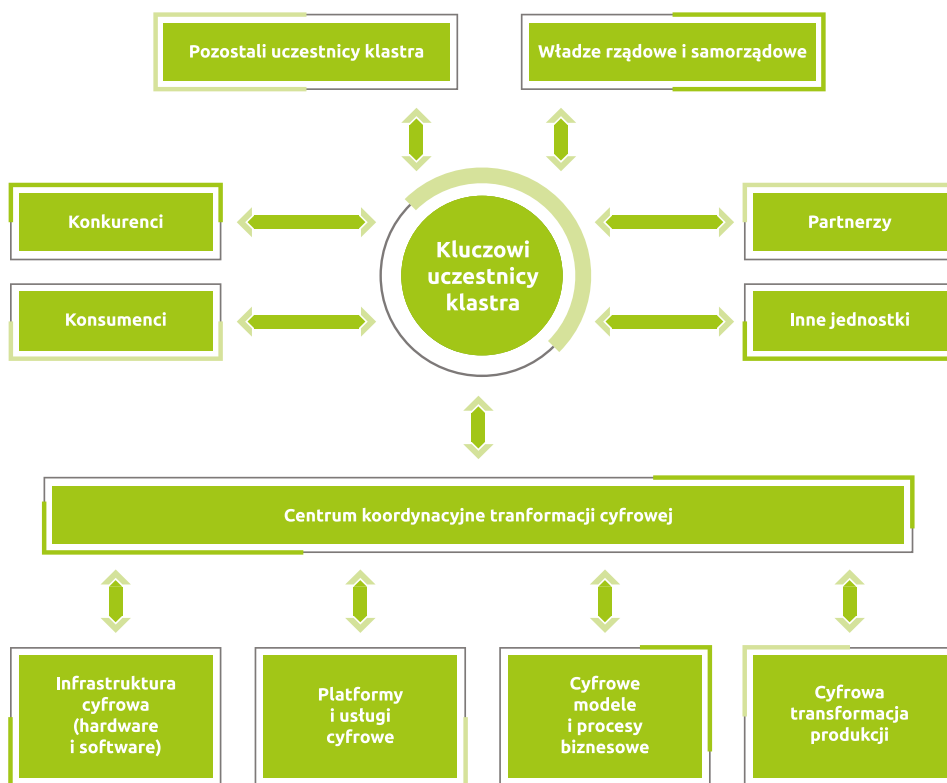 Pozostali uczestnicy klastra
Władze rządowe i samorządowe
Konkurenci
Partnerzy
Kluczowi
uczestnicy
klastra
Konsumenci
Inne jednostki
Centrum koordynacyjne tranformacji cyfrowej
Infrastruktura
cyfrowa
(hardware
i software)
Platformy
i usługi
cyfrowe
Cyfrowe
modele
i procesy
biznesowe
Cyfrowa
transformacja
produkcji